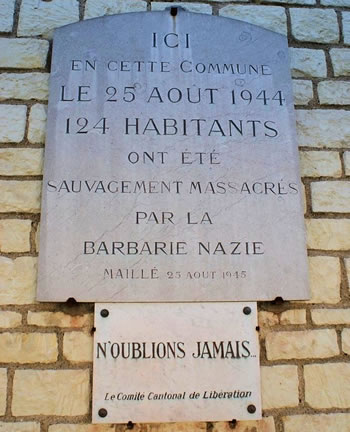 ICI
EN CETTE COMMUNE
LE 25 AOUT 1944
124 HABITANTS
ONT ÉTÉ
SAUVAGEMENT MASSACRÉS
PAR LA
BARBARIE NAZIE
MAILLÉ 25 AOUT 1945
N'OUBLIONS JAMAIS...
Le Comité Cantonal de Libération